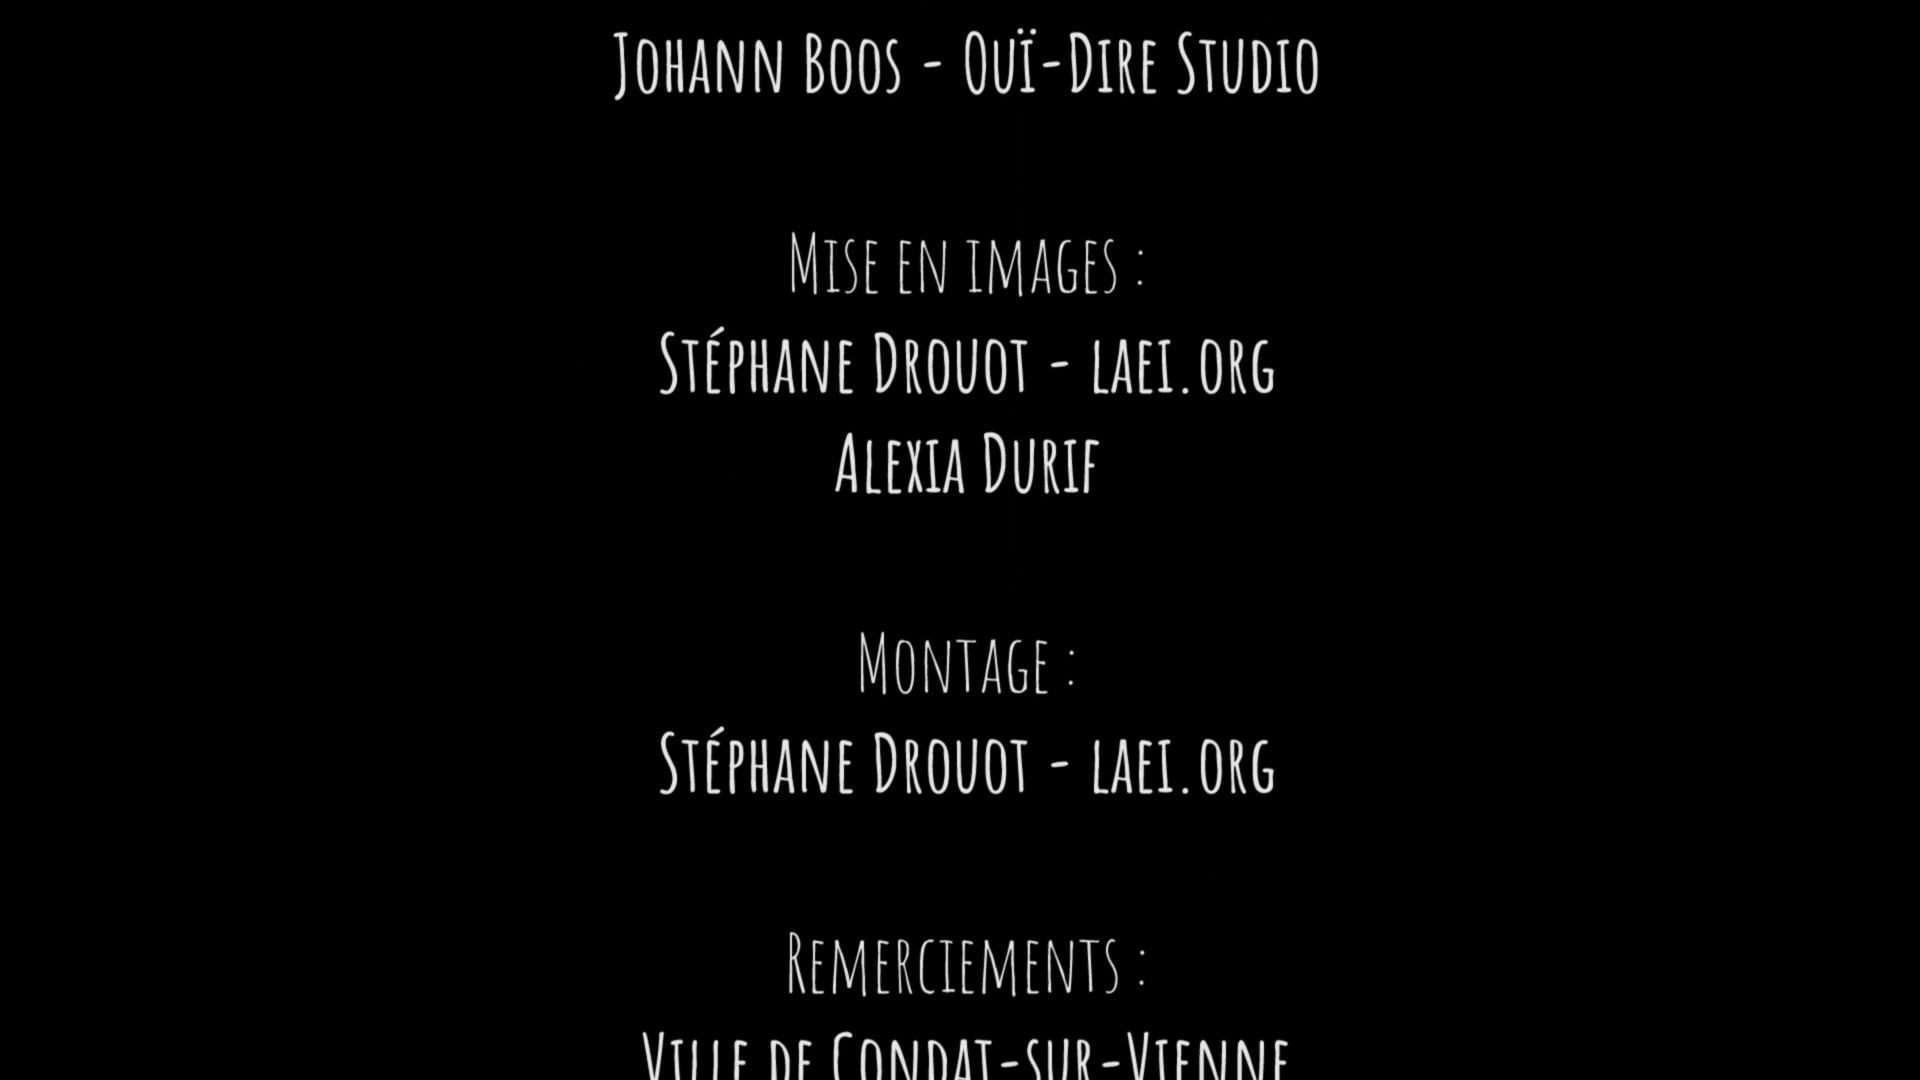 Johann Boos - Ouï-Dire Studio
Mise en images :
Stéphane Drouot - laei.org
Alexia Durif
Montage :
Stéphane Drouot - laei.org
Remerciements :
Ville de Condat-sur-Vienne